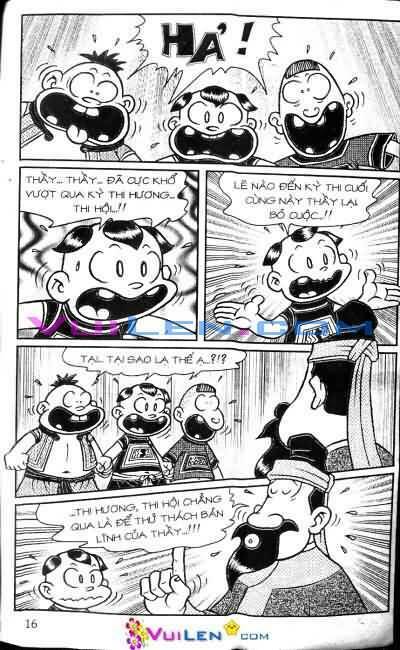 HẢ!
THẦY... THẦY... ĐÃ CỰC KHỔ
VƯỢT QUA KỲ THI HƯƠNG...
THI HỘI...!!
LẼ NÀO ĐẾN KỲ THI CUỐI
CÙNG NÀY THẦY LẠI
BỎ CUỘC...!!
VUILEN.COM
TẠI... TẠI SAO LẠ THẾ Ạ...?!?
...THI HƯƠNG, THI HỘI CHẲNG
QUA LÀ ĐỂ THỬ THÁCH BẢN
LĨNH CỦA THẦY...!!!
16
VUILEN.COM